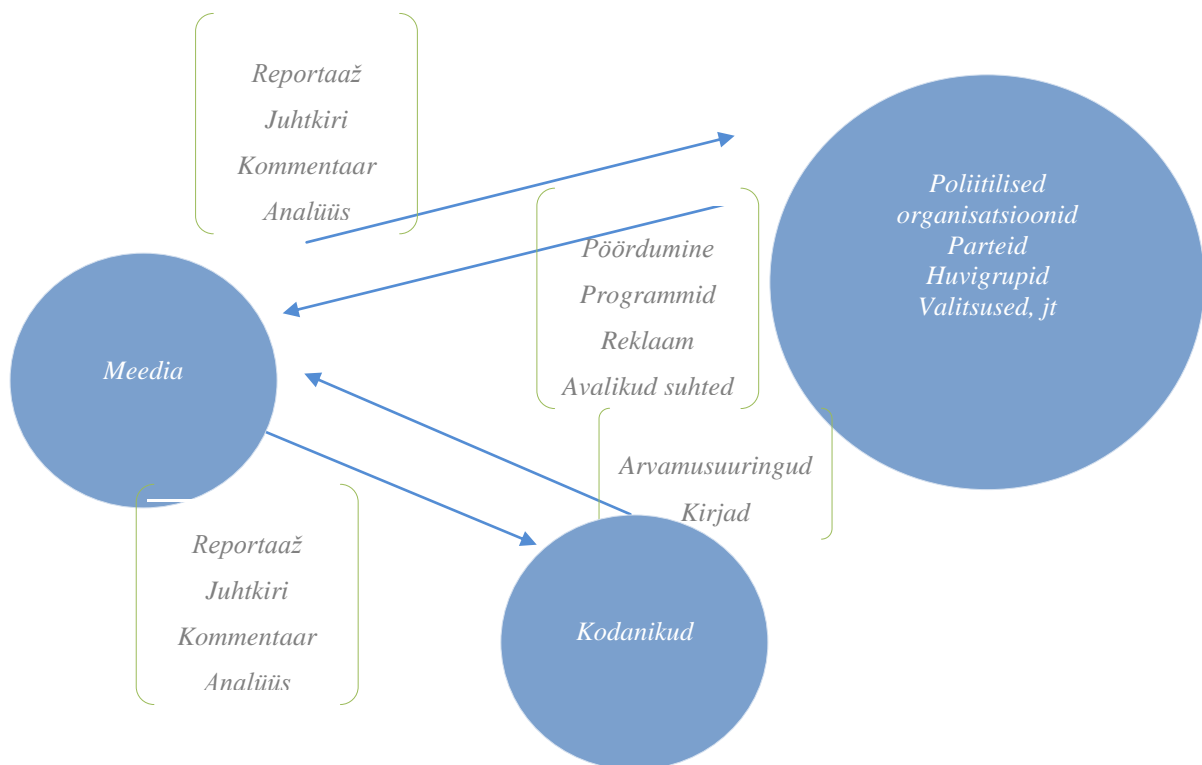 Reportaaž
Juhtkiri
Kommentaar
Analüüs
Poliitilised
organisatsioonid
Parteid
Huvigrupid
Valitsused, jt
Pöördumine
Programmid
Reklaam
Avalikud suhted
Meedia
Arvamusuuringud
Kirjad
Reportaaž
Juhtkiri
Kommentaar
Analüüs
Kodanikud